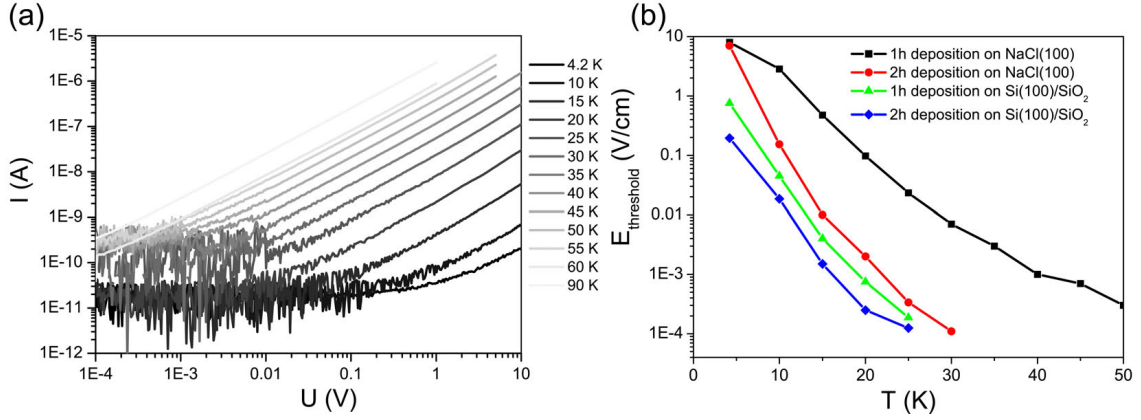 (a)
1E-5
1E-6
1E-7
1E-8
1E-9
1E-10
1E-11
1E-12
I (A)
1E-4 1E-3 0.01 0.1 1 10
U (V)
4.2 K
10 K
15 K
20 K
25 K
30 K
35 K
40 K
45 K
50 K
55 K
60 K
90 K
(b)
10
1
0.1
0.01
1E-3
1E-4
E_threshold (V/cm)
0 10 20 30 40 50
T (K)
1h deposition on NaCl(100)
2h deposition on NaCl(100)
1h deposition on Si(100)/SiO₂
2h deposition on Si(100)/SiO₂